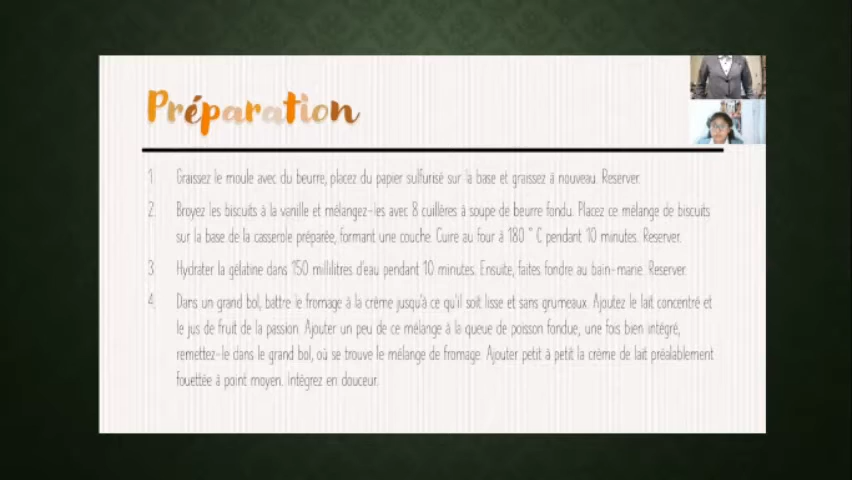 Préparation
1. Graissez le moule avec du beurre, placez du papier sulfurisé sur la base et graissez à nouveau. Reserver.
2. Broyez les biscuits à la vanille et mélangez-les avec 8 cuillères à soupe de beurre fondu. Placez ce mélange de biscuits
sur la base de la casserole préparée, formant une couche. Cuire au four à 180 ° C pendant 10 minutes. Reserver.
3. Hydrater la gélatine dans 150 millilitres d'eau pendant 10 minutes. Ensuite, faites fondre au bain-marie. Reserver.
4. Dans un grand bol, battre le fromage à la crème jusqu'à ce qu'il soit lisse et sans grumeaux. Ajoutez le lait concentré et
le jus de fruit de la passion. Ajouter un peu de ce mélange à la queue de poisson fondue, une fois bien intégré,
remettez-le dans le grand bol, où se trouve le mélange de fromage. Ajouter petit à petit la crème de lait préalablement
fouettée à point moyen. Intégrez en douceur.